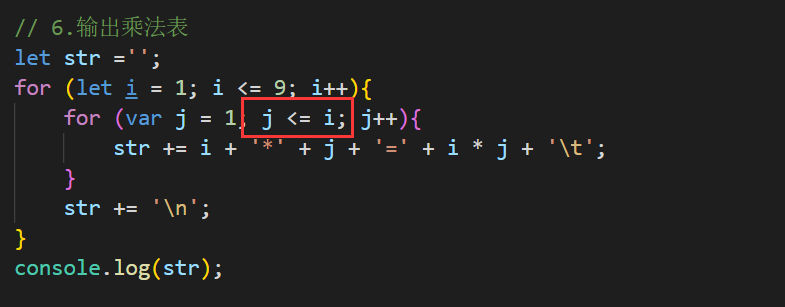 // 6.输出乘法表
let str ='';
for (let i = 1; i <= 9; i++){
for (var j = 1; j <= i; j++){
str += i + '*' + j + '=' + i * j + '\t';
}
str += '\n';
}
console.log(str);